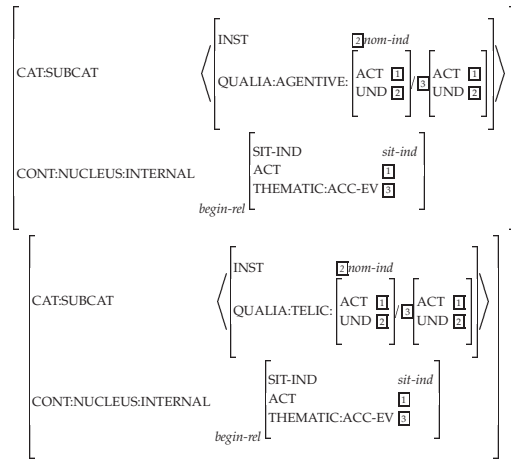 INST 2 nom-ind
CAT:SUBCAT
QUALIA:AGENTIVE: ACT 1 / 3 ACT 1
UND 2 UND 2
SIT-IND sit-ind
CONT:NUCLEUS:INTERNAL ACT 1
THEMATIC:ACC-EV 3
begin-rel
INST 2 nom-ind
CAT:SUBCAT
QUALIA:TELIC: ACT 1 / 3 ACT 1
UND 2 UND 2
SIT-IND sit-ind
CONT:NUCLEUS:INTERNAL ACT 1
THEMATIC:ACC-EV 3
begin-rel